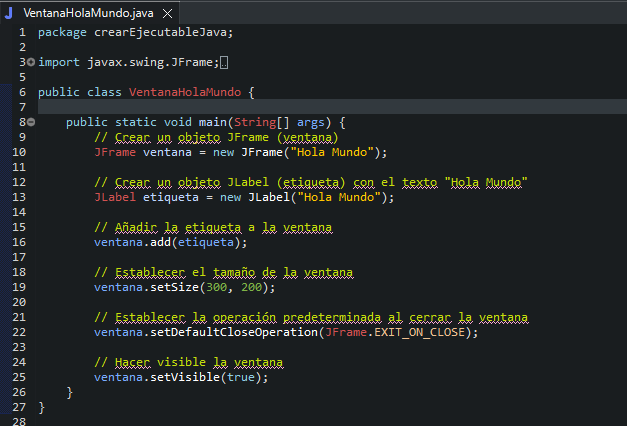 VentanaHolaMundo.java
1 package crearEjecutableJava;
2
3 import javax.swing.JFrame;
5
6 public class VentanaHolaMundo {
7
8 public static void main(String[] args) {
9 // Crear un objeto JFrame (ventana)
10 JFrame ventana = new JFrame("Hola Mundo");
11
12 // Crear un objeto JLabel (etiqueta) con el texto "Hola Mundo"
13 JLabel etiqueta = new JLabel("Hola Mundo");
14
15 // Añadir la etiqueta a la ventana
16 ventana.add(etiqueta);
17
18 // Establecer el tamaño de la ventana
19 ventana.setSize(300, 200);
20
21 // Establecer la operación predeterminada al cerrar la ventana
22 ventana.setDefaultCloseOperation(JFrame.EXIT_ON_CLOSE);
23
24 // Hacer visible la ventana
25 ventana.setVisible(true);
26 }
27 }
28